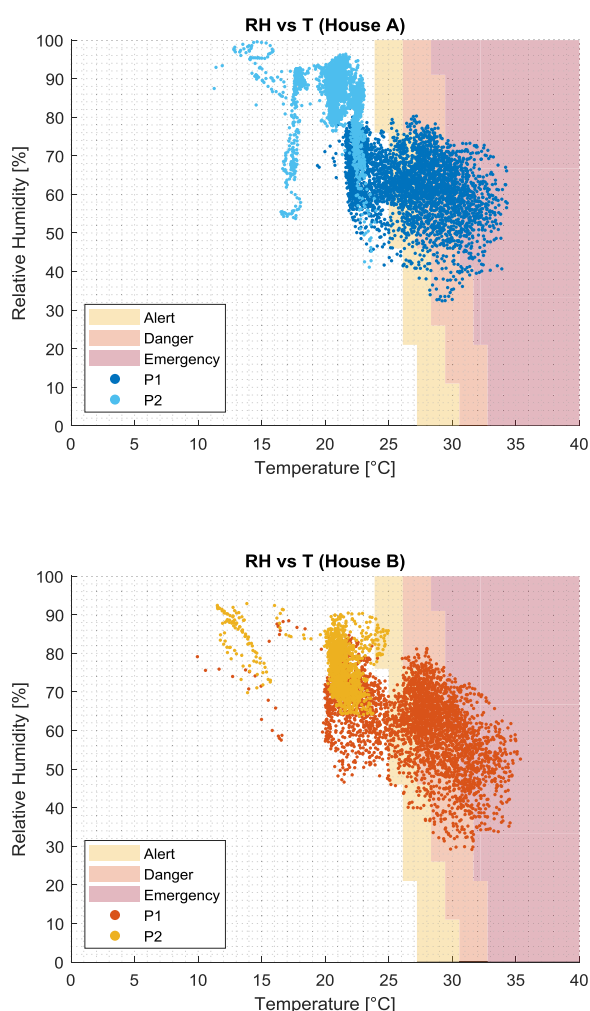 RH vs T (House A)
Relative Humidity [%]
100
90
80
70
60
50
40
30
20
10
0
Alert
Danger
Emergency
P1
P2
0 5 10 15 20 25 30 35 40
Temperature [°C]
RH vs T (House B)
Relative Humidity [%]
100
90
80
70
60
50
40
30
20
10
0
Alert
Danger
Emergency
P1
P2
0 5 10 15 20 25 30 35 40
Temperature [°C]